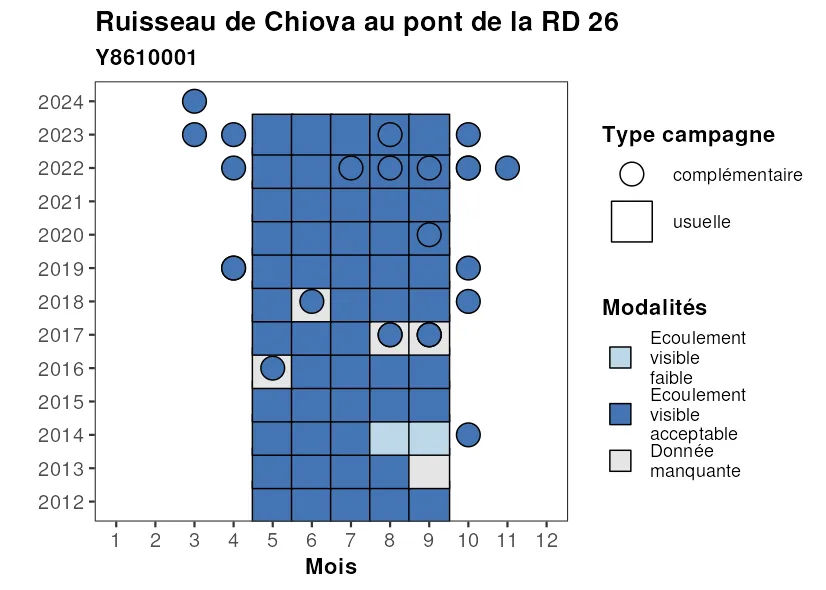 Ruisseau de Chiova au pont de la RD 26
Y8610001
2024
2023
2022
2021
2020
2019
2018
2017
2016
2015
2014
2013
2012
1 2 3 4 5 6 7 8 9 10 11 12
Mois
Type campagne
complémentaire
usuelle
Modalités
Ecoulement
visible
faible
Ecoulement
visible
acceptable
Donnée
manquante